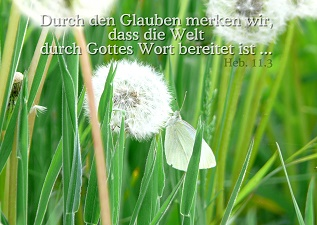 Durch den Glauben merken wir,
dass die Welt
durch Gottes Wort bereitet ist ...
Heb. 11.3